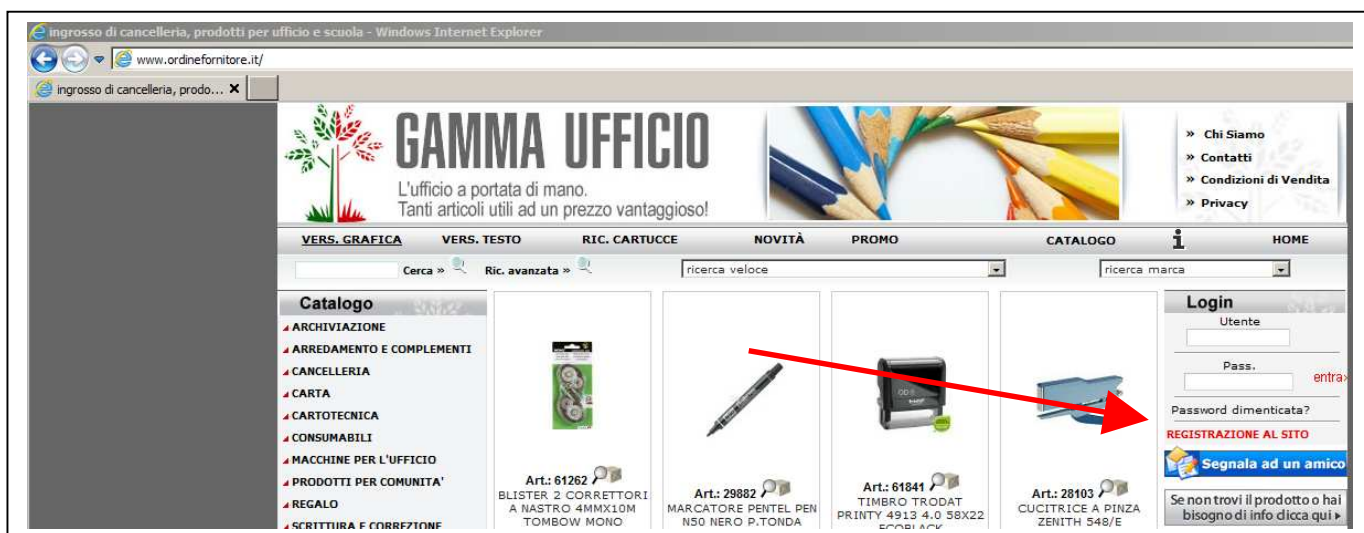 ingrosso di cancelleria, prodotti per ufficio e scuola - Windows Internet Explorer
www.ordinefornitore.it/
ingrosso di cancelleria, prodo...
GAMMA UFFICIO
L'ufficio a portata di mano.
Tanti articoli utili ad un prezzo vantaggioso!
» Chi Siamo
» Contatti
» Condizioni di Vendita
» Privacy
VERS. GRAFICA VERS. TESTO RIC. CARTUCCE NOVITÀ PROMO CATALOGO i HOME
Cerca » Ric. avanzata » ricerca veloce ricerca marca
Catalogo
ARCHIVIAZIONE
ARREDAMENTO E COMPLEMENTI
CANCELLERIA
CARTA
CARTOTECNICA
CONSUMABILI
MACCHINE PER L'UFFICIO
PRODOTTI PER COMUNITA'
REGALO
SCRITTURA E CORREZIONE
Art.: 61262
BLISTER 2 CORRETTORI
A NASTRO 4MMX10M
TOMBOW MONO
Art.: 29882
MARCATORE PENTEL PEN
N50 NERO P.TONDA
Art.: 61841
TIMBRO TRODAT
PRINTY 4913 4.0 58X22
ECOBLACK
Art.: 28103
CUCITRICE A PINZA
ZENITH 548/E
Login
Utente
Pass.
entra»
Password dimenticata?
REGISTRAZIONE AL SITO
Segnala ad un amico
Se non trovi il prodotto o hai
bisogno di info clicca qui